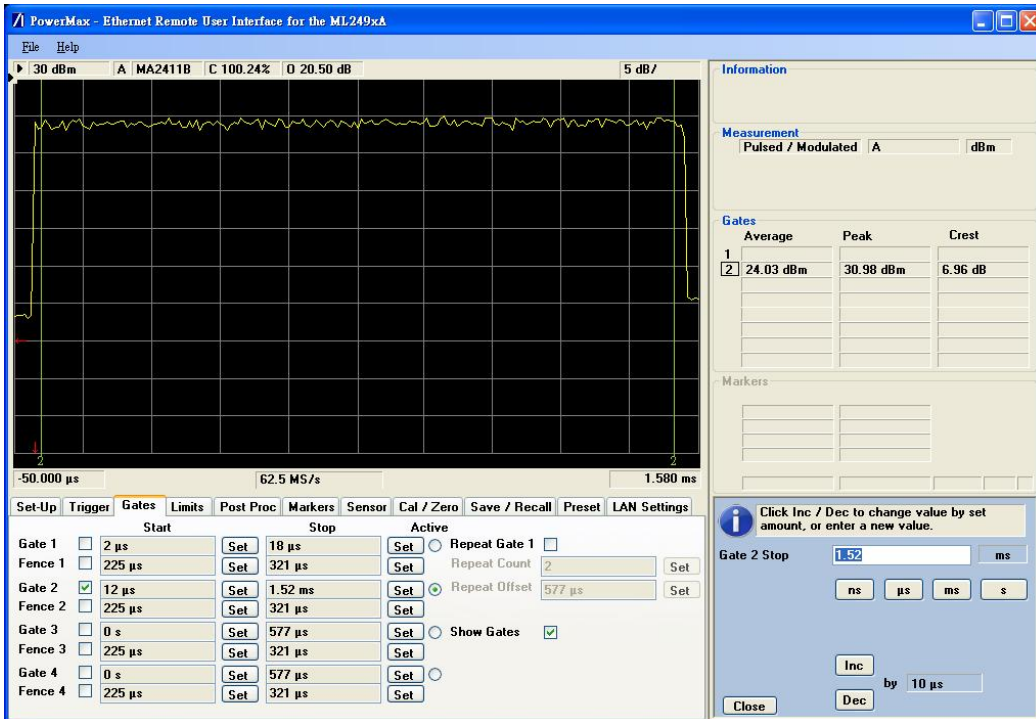 PowerMax - Ethernet Remote User Interface for the ML249xA
File Help
30 dBm A MA2411B C 100.24% O 20.50 dB 5 dB/
2 2
-50.000 µs 62.5 MS/s 1.580 ms
Set-Up Trigger Gates Limits Post Proc Markers Sensor Cal / Zero Save / Recall Preset LAN Settings
Start Stop Active
Gate 1 2 µs Set 18 µs Set Repeat Gate 1
Fence 1 225 µs Set 321 µs Set Repeat Count 2 Set
Gate 2 12 µs Set 1.52 ms Set Repeat Offset 577 µs Set
Fence 2 225 µs Set 321 µs Set
Gate 3 0 s Set 577 µs Set Show Gates
Fence 3 225 µs Set 321 µs Set
Gate 4 0 s Set 577 µs Set
Fence 4 225 µs Set 321 µs Set
Information
Measurement
Pulsed / Modulated A dBm
Gates
Average Peak Crest
1
2 24.03 dBm 30.98 dBm 6.96 dB
Markers
Click Inc / Dec to change value by set
amount, or enter a new value.
Gate 2 Stop 1.52 ms
ns µs ms s
Inc
by 10 µs
Dec
Close